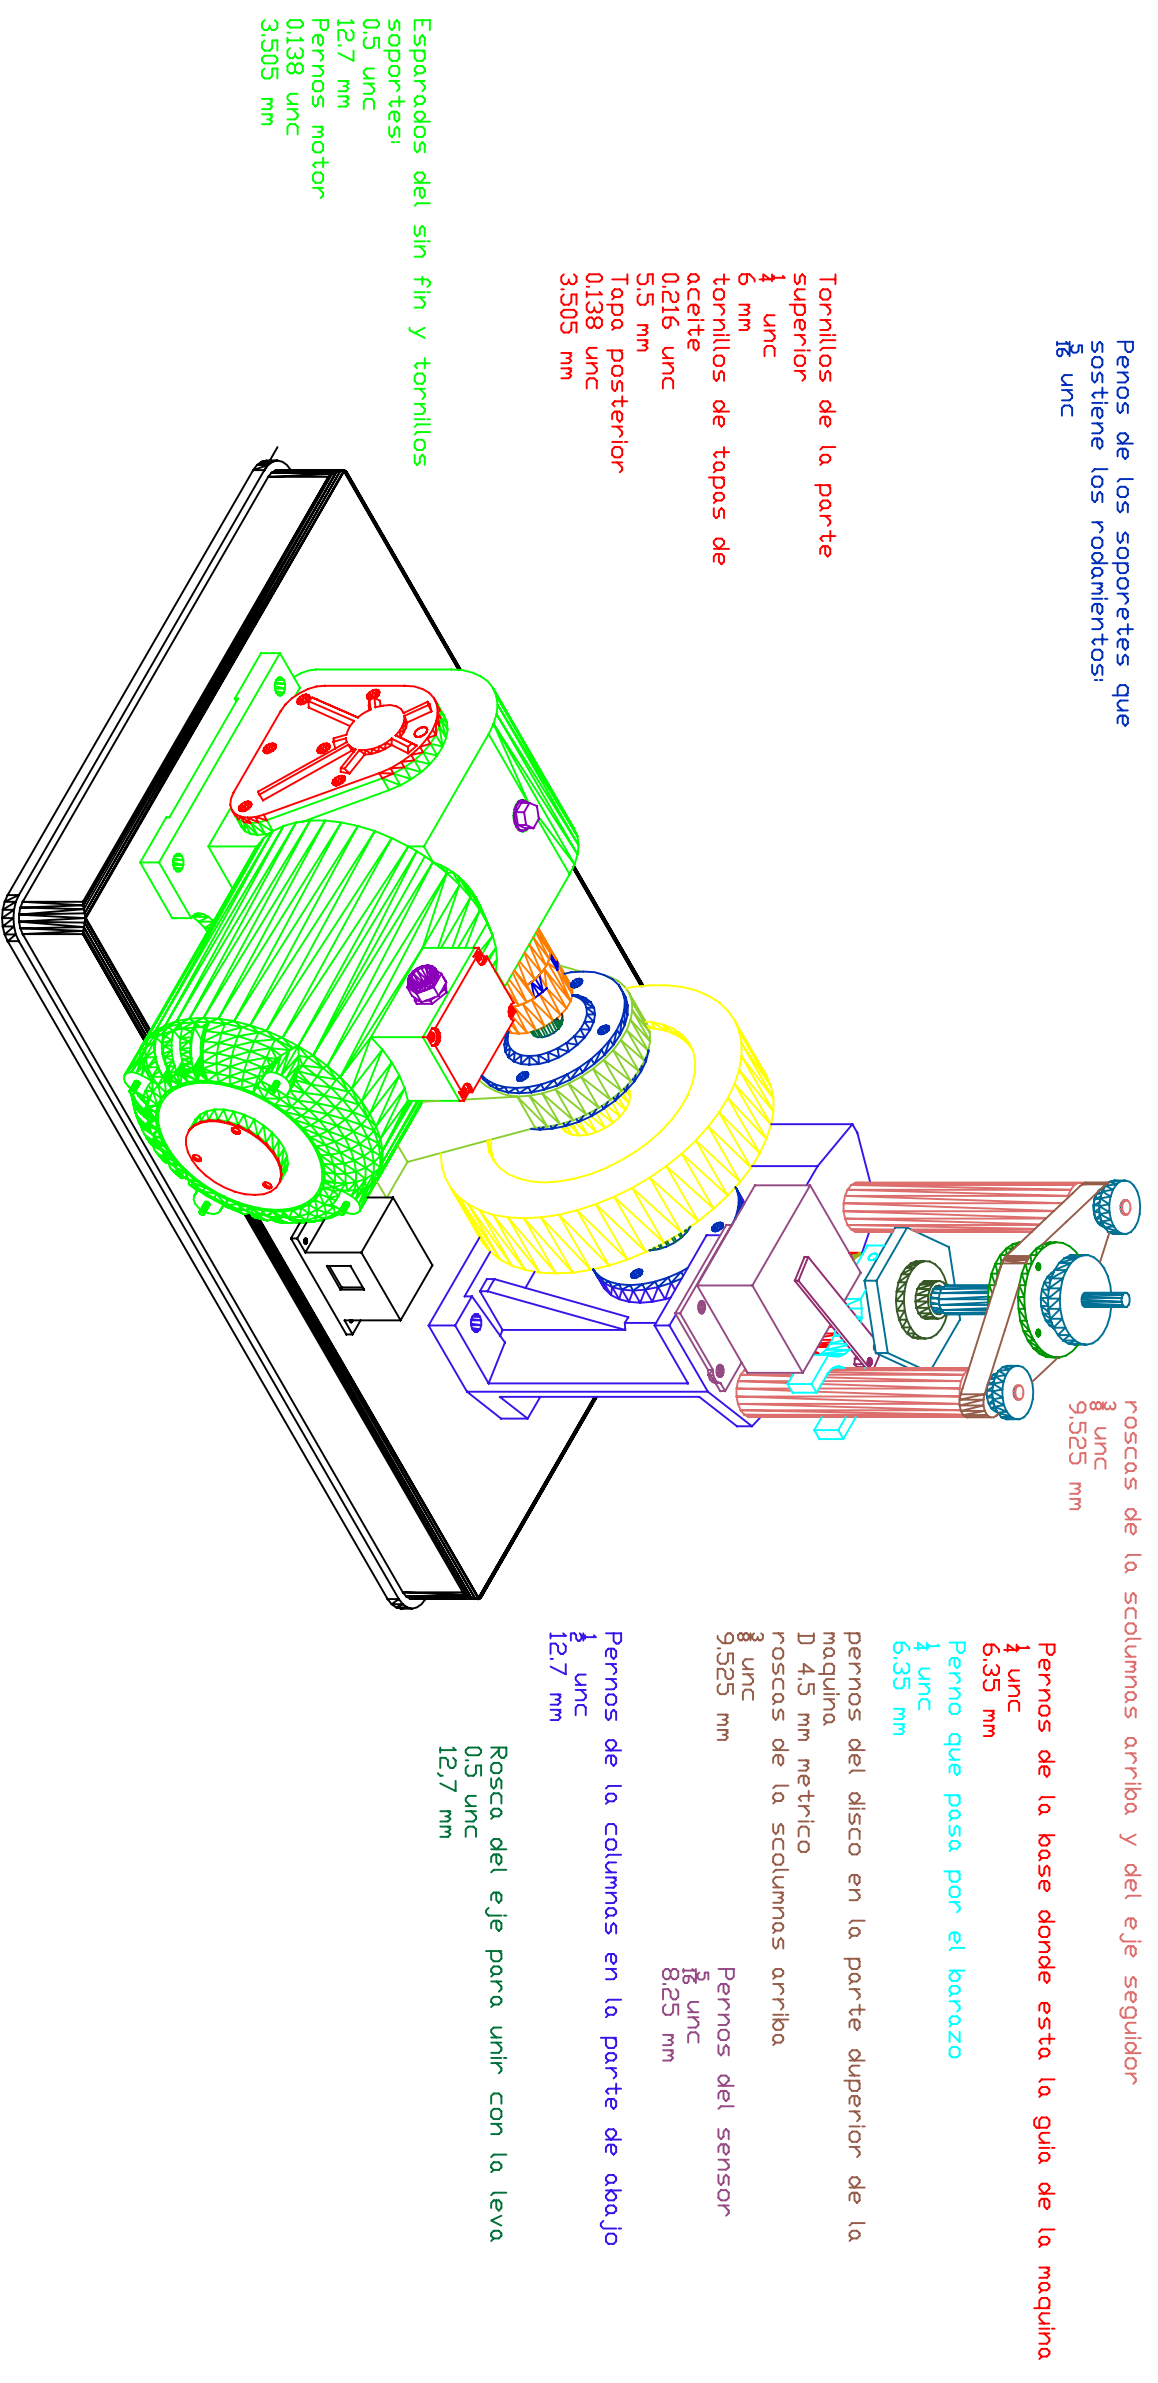 Penos de los soporetes que
sostiene los rodamientos:
5/16 unc
Tornillos de la parte
superior
1/4 unc
6 mm
tornillos de tapas de
aceite
0.216 unc
5.5 mm
Tapa posterior
0.138 unc
3.505 mm
Esparados del sin fin y tornillos
soportes:
0.5 unc
12.7 mm
Pernos motor
0.138 unc
3.505 mm
roscas de la scolumnas arriba y del eje seguidor
3/8 unc
9.525 mm
Pernos de la base donde esta la guia de la maquina
1/4 unc
6.35 mm
Perno que pasa por el barazo
1/4 unc
6.35 mm
pernos del disco en la parte duperior de la
maquina
D 4.5 mm metrico
roscas de la scolumnas arriba
3/8 unc
9.525 mm
Pernos del sensor
5/16 unc
8.25 mm
Pernos de la columnas en la parte de abajo
1/2 unc
12.7 mm
Rosca del eje para unir con la leva
0.5 unc
12,7 mm